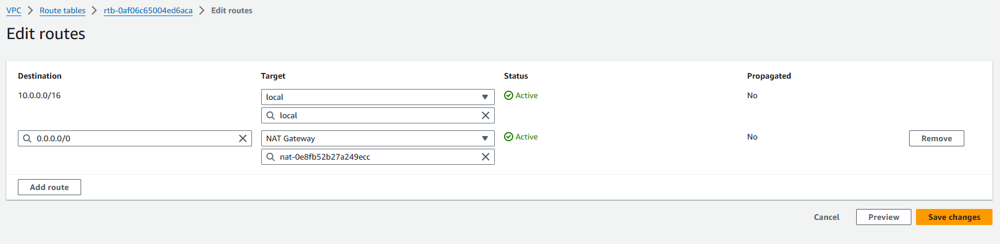 VPC > Route tables > rtb-0af06c65004ed6aca > Edit routes
Edit routes
Destination Target Status Propagated
10.0.0.0/16 local Active No
local
0.0.0.0/0 NAT Gateway Active No Remove
nat-0e8fb52b27a249ecc
Add route
Cancel Preview Save changes